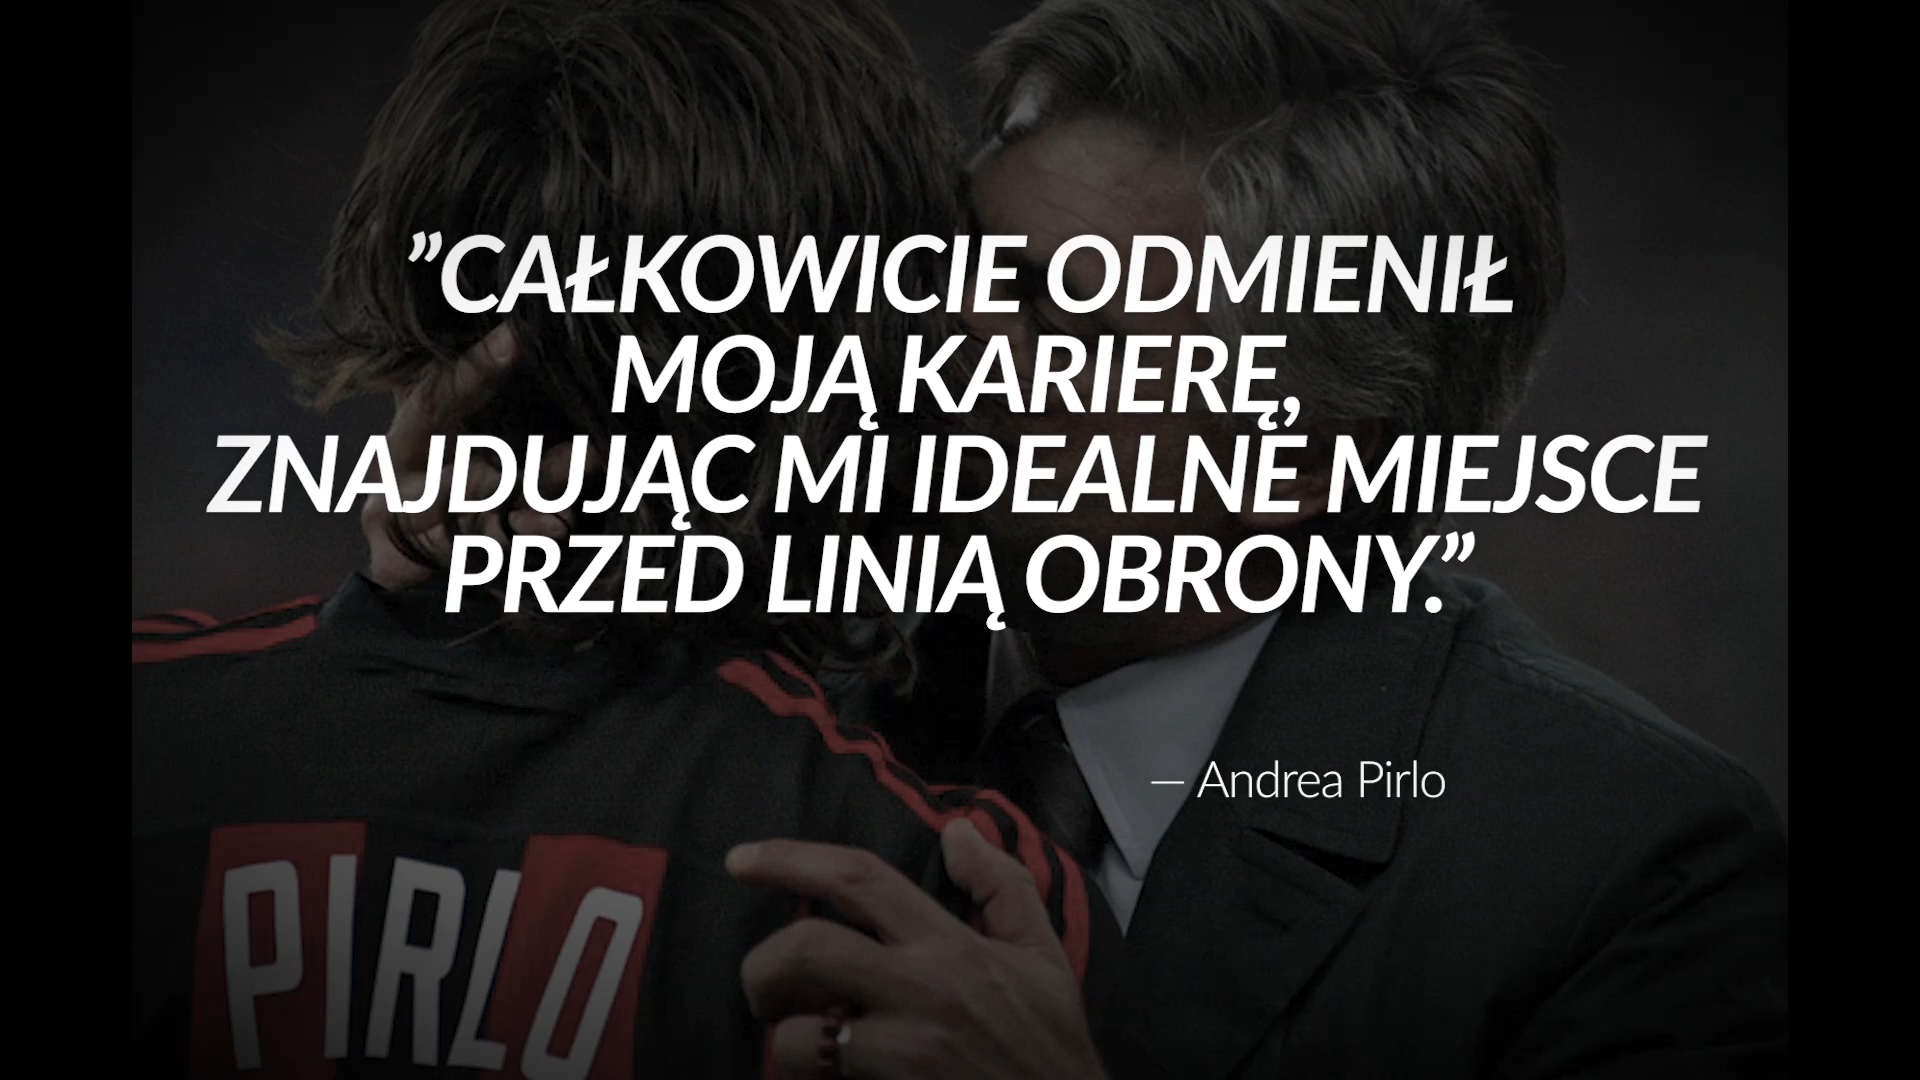 ”CAŁKOWICIE ODMIENIŁ
MOJĄ KARIERĘ,
ZNAJDUJĄC MI IDEALNE MIEJSCE
PRZED LINIĄ OBRONY.”
– Andrea Pirlo
PIRLO